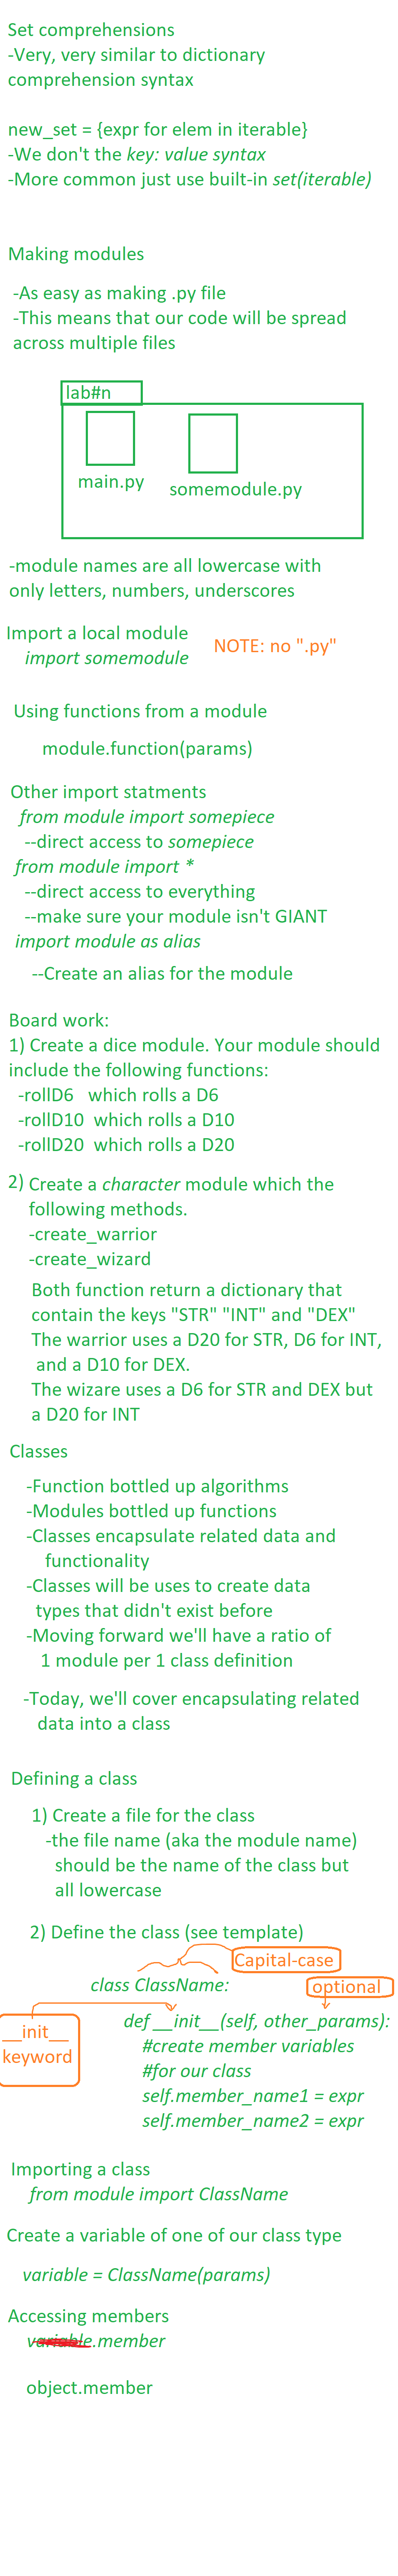 Set comprehensions
-Very, very similar to dictionary
comprehension syntax
new_set = {expr for elem in iterable}
-We don't the key: value syntax
-More common just use built-in set(iterable)
Making modules
-As easy as making .py file
-This means that our code will be spread
across multiple files
lab#n
main.py
somemodule.py
-module names are all lowercase with
only letters, numbers, underscores
Import a local module
import somemodule
NOTE: no ".py"
Using functions from a module
module.function(params)
Other import statments
from module import somepiece
--direct access to somepiece
from module import *
--direct access to everything
--make sure your module isn't GIANT
import module as alias
--Create an alias for the module
Board work:
1) Create a dice module. Your module should
include the following functions:
-rollD6 which rolls a D6
-rollD10 which rolls a D10
-rollD20 which rolls a D20
2) Create a character module which the
following methods.
-create_warrior
-create_wizard
Both function return a dictionary that
contain the keys "STR" "INT" and "DEX"
The warrior uses a D20 for STR, D6 for INT,
and a D10 for DEX.
The wizare uses a D6 for STR and DEX but
a D20 for INT
Classes
-Function bottled up algorithms
-Modules bottled up functions
-Classes encapsulate related data and
functionality
-Classes will be uses to create data
types that didn't exist before
-Moving forward we'll have a ratio of
1 module per 1 class definition
-Today, we'll cover encapsulating related
data into a class
Defining a class
1) Create a file for the class
-the file name (aka the module name)
should be the name of the class but
all lowercase
2) Define the class (see template)
Capital-case
class ClassName:
optional
__init__
keyword
def __init__(self, other_params):
#create member variables
#for our class
self.member_name1 = expr
self.member_name2 = expr
Importing a class
from module import ClassName
Create a variable of one of our class type
variable = ClassName(params)
Accessing members
variable.member
object.member